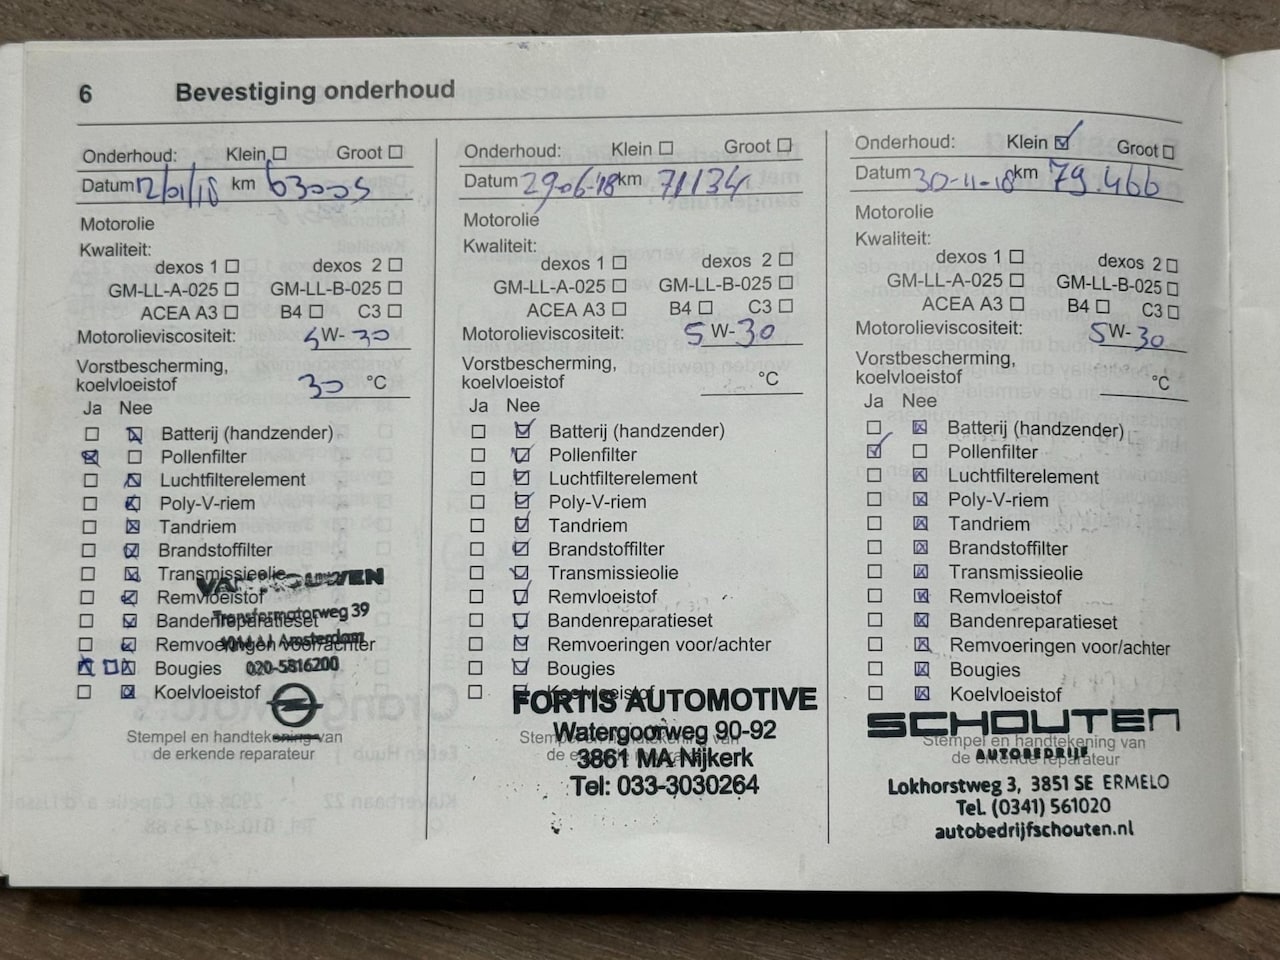 6 Bevestiging onderhoud
Onderhoud: Klein Groot
Datum 12/01/18 km 63005
Motorolie
Kwaliteit:
dexos 1 dexos 2
GM-LL-A-025 GM-LL-B-025
ACEA A3 B4 C3
Motorolieviscositeit: 5W-30
Vorstbescherming,
koelvloeistof 30 °C
Ja Nee
Batterij (handzender)
Pollenfilter
Luchtfilterelement
Poly-V-riem
Tandriem
Brandstoffilter
Transmissieolie
Remvloeistof
Bandenreparatieset
Remvoeringen voor/achter
Bougies
Koelvloeistof
Transformatorweg 39
Amsterdam
020-5816200
Stempel en handtekening van
de erkende reparateur
Onderhoud: Klein Groot
Datum 29-06-'18 km 71134
Motorolie
Kwaliteit:
dexos 1 dexos 2
GM-LL-A-025 GM-LL-B-025
ACEA A3 B4 C3
Motorolieviscositeit: 5 W-30
Vorstbescherming,
koelvloeistof °C
Ja Nee
Batterij (handzender)
Pollenfilter
Luchtfilterelement
Poly-V-riem
Tandriem
Brandstoffilter
Transmissieolie
Remvloeistof
Bandenreparatieset
Remvoeringen voor/achter
Bougies
Koelvloeistof
FORTIS AUTOMOTIVE
Watergoorweg 90-92
3861 MA Nijkerk
Tel: 033-3030264
Stempel en handtekening van
Onderhoud: Klein Groot
Datum 30-11-18 km 79.466
Motorolie
Kwaliteit:
dexos 1 dexos 2
GM-LL-A-025 GM-LL-B-025
ACEA A3 B4 C3
Motorolieviscositeit: 5W-30
Vorstbescherming,
koelvloeistof °C
Ja Nee
Batterij (handzender)
Pollenfilter
Luchtfilterelement
Poly-V-riem
Tandriem
Brandstoffilter
Transmissieolie
Remvloeistof
Bandenreparatieset
Remvoeringen voor/achter
Bougies
Koelvloeistof
SCHOUTEN
Stempel en handtekening van
AUTOBEDRIJF
de erkende reparateur
Lokhorstweg 3, 3851 SE ERMELO
Tel. (0341) 561020
autobedrijfschouten.nl